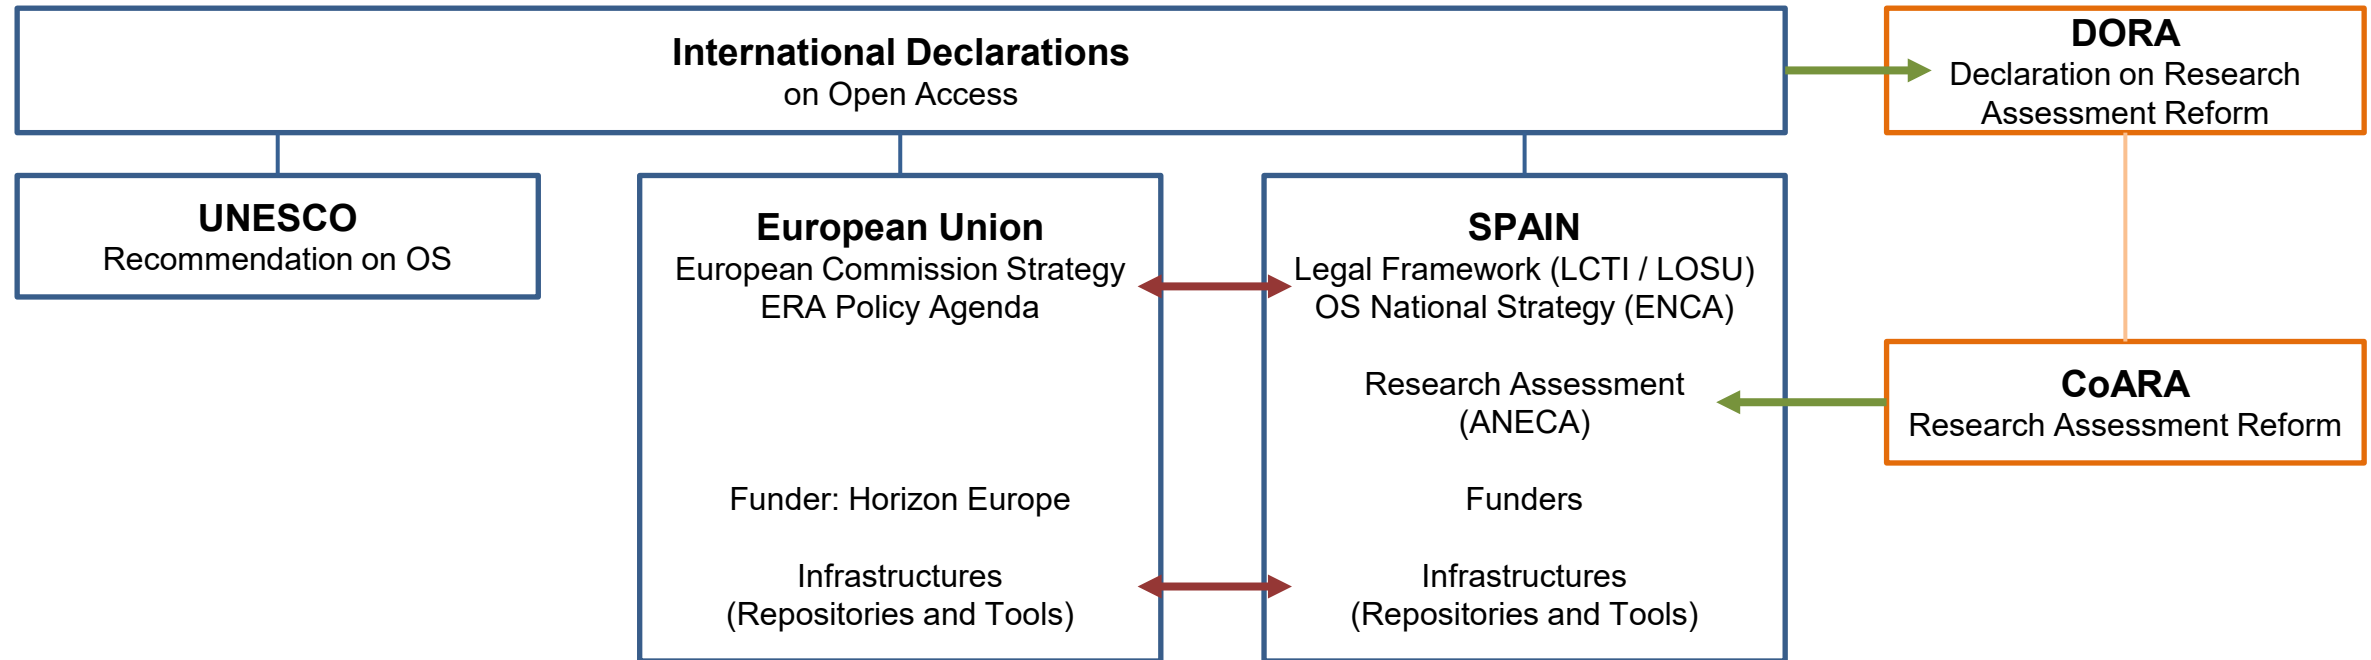 International Declarations
on Open Access
DORA
Declaration on Research
Assessment Reform
UNESCO
Recommendation on OS
European Union
European Commission Strategy
ERA Policy Agenda
Funder: Horizon Europe
Infrastructures
(Repositories and Tools)
SPAIN
Legal Framework (LCTI / LOSU)
OS National Strategy (ENCA)
Research Assessment
(ANECA)
Funders
Infrastructures
(Repositories and Tools)
CoARA
Research Assessment Reform